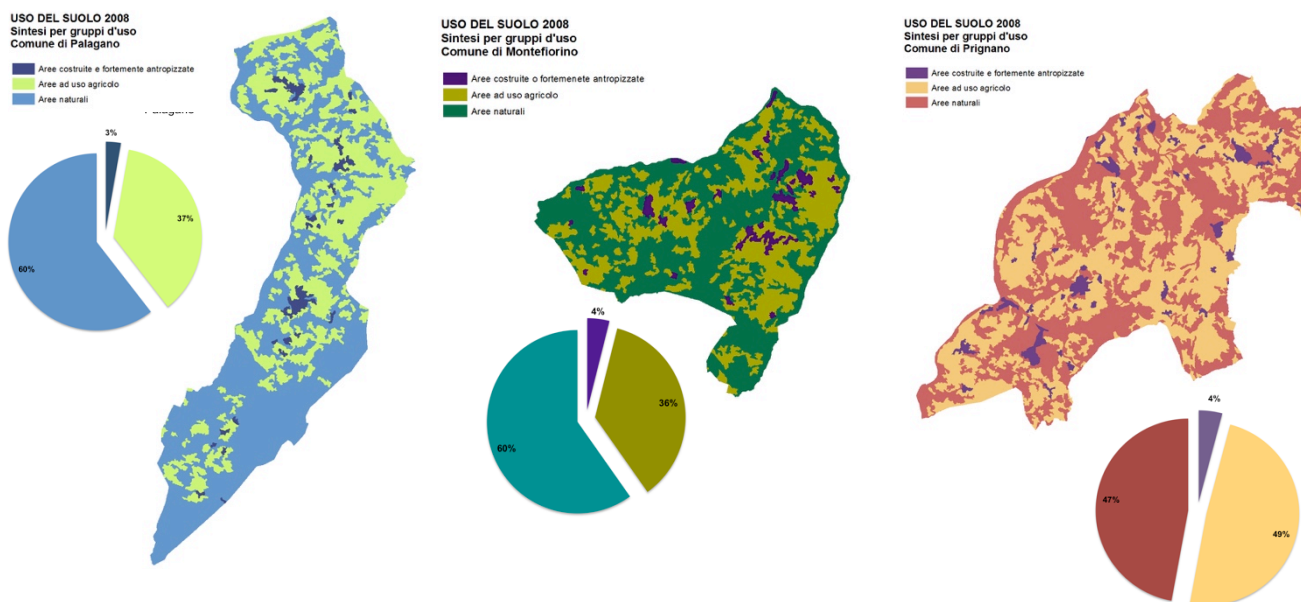 USO DEL SUOLO 2008
Sintesi per gruppi d'uso
Comune di Palagano
Aree costruite e fortemente antropizzate
Aree ad uso agricolo
Aree naturali
3%
37%
60%
USO DEL SUOLO 2008
Sintesi per gruppi d'uso
Comune di Montefiorino
Aree costruite o fortemenete antropizzate
Aree ad uso agricolo
Aree naturali
4%
36%
60%
USO DEL SUOLO 2008
Sintesi per gruppi d'uso
Comune di Prignano
Aree costruite e fortemente antropizzate
Aree ad uso agricolo
Aree naturali
4%
47%
49%